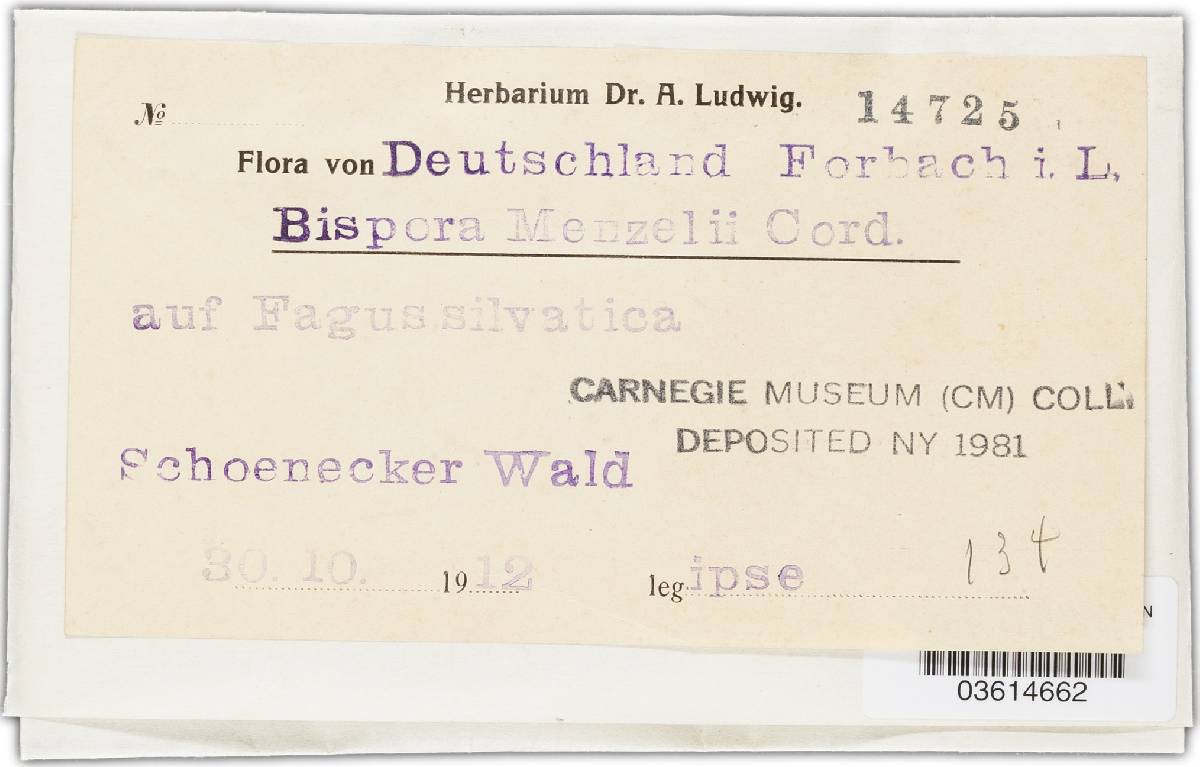 Herbarium Dr. A. Ludwig. 14725
№
Flora von Deutschland Forbach i. L,
Bispora Menzelii Cord.
auf Fagus silvatica
CARNEGIE MUSEUM (CM) COLL.
DEPOSITED NY 1981
Schoenecker Wald
30. 10. 1912 leg. ipse
134
N
03614662